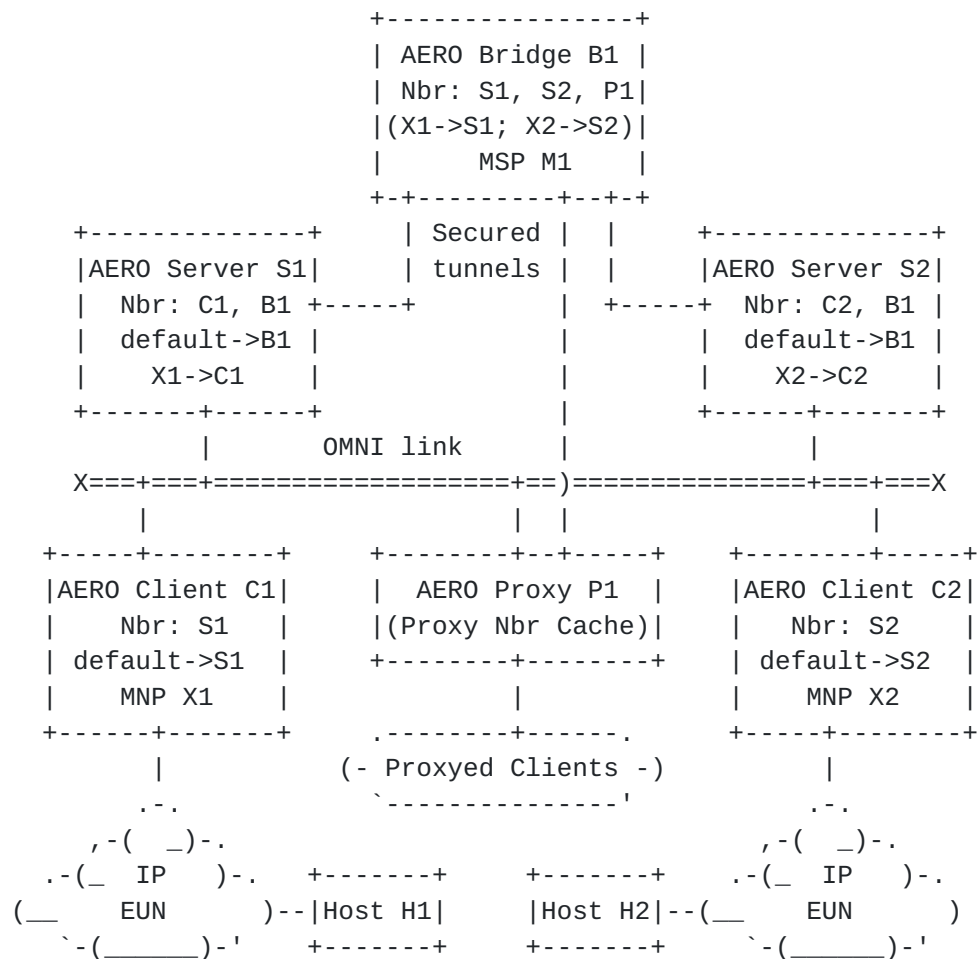 AERO Bridge B1
Nbr: S1, S2, P1
(X1->S1; X2->S2)
MSP M1
Secured
tunnels
AERO Server S1
Nbr: C1, B1
default->B1
X1->C1
AERO Server S2
Nbr: C2, B1
default->B1
X2->C2
OMNI link
X X
AERO Client C1
Nbr: S1
default->S1
MNP X1
AERO Proxy P1
(Proxy Nbr Cache)
AERO Client C2
Nbr: S2
default->S2
MNP X2
(- Proxyed Clients -)
IP
EUN
Host H1
Host H2
IP
EUN